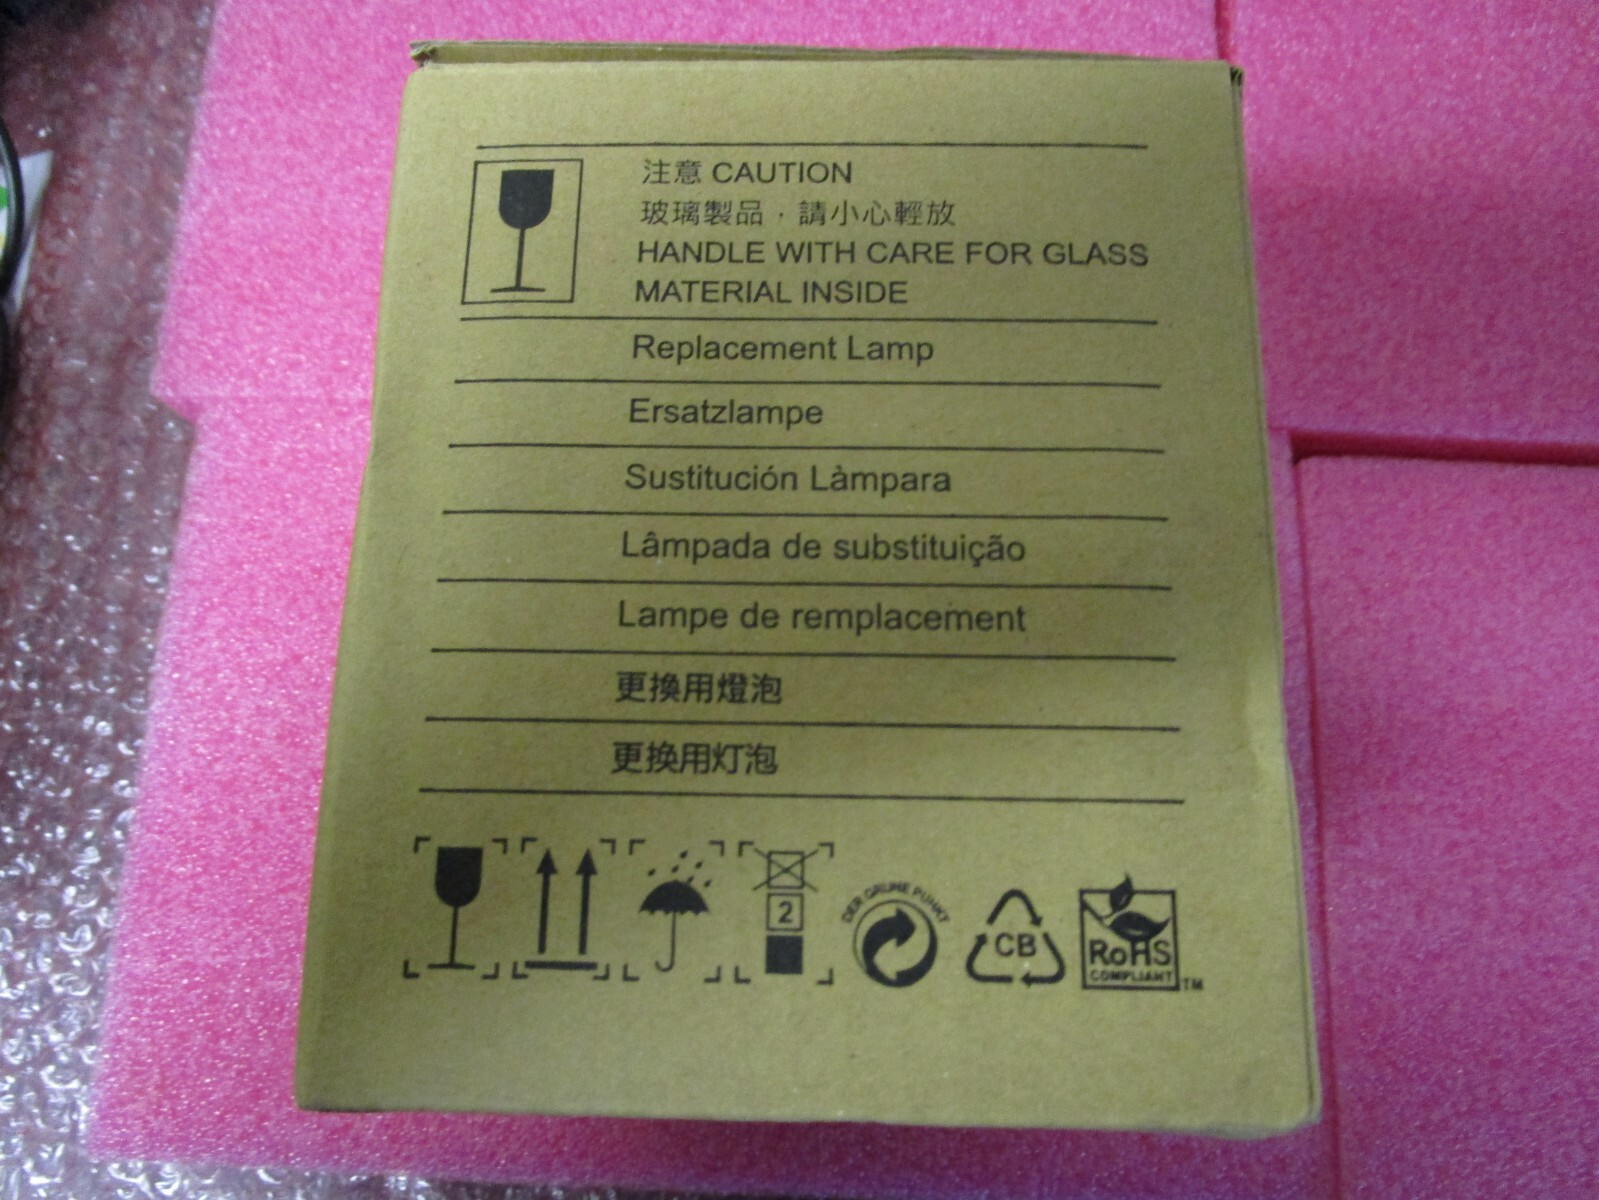 注意 CAUTION
玻璃製品，請小心輕放
HANDLE WITH CARE FOR GLASS
MATERIAL INSIDE
Replacement Lamp
Ersatzlampe
Sustitución Làmpara
Lâmpada de substituição
Lampe de remplacement
更換用燈泡
更换用灯泡
2
DER GRÜNE PUNKT
CB
RoHS
COMPLIANT
TM